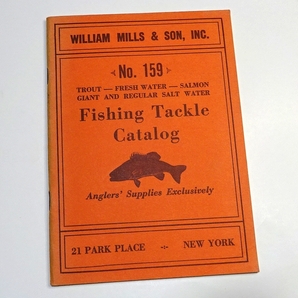 WILLIAM MILLS & SON, INC.
No. 159
TROUT — FRESH WATER — SALMON
GIANT AND REGULAR SALT WATER
Fishing Tackle
Catalog
Anglers' Supplies Exclusively
21 PARK PLACE NEW YORK